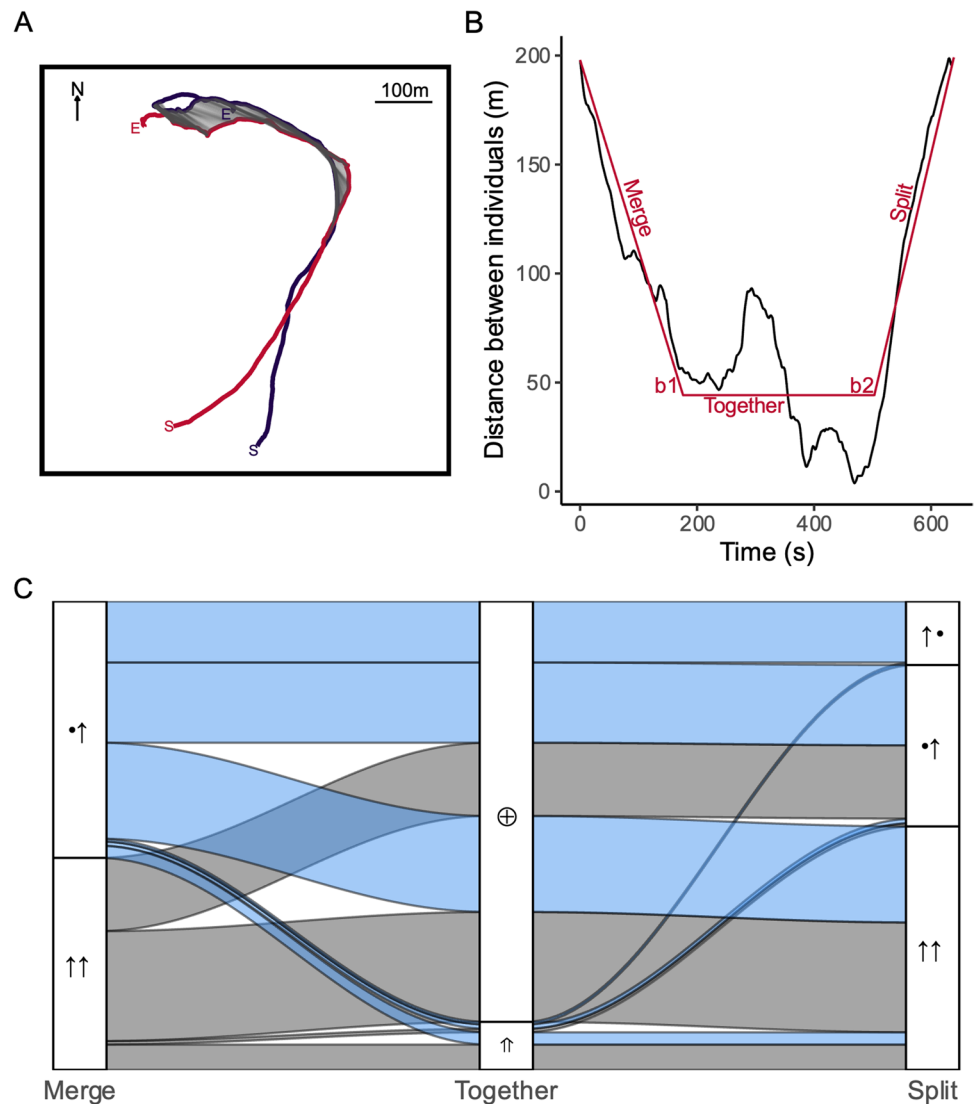 A
N
100m
E
E
S
S
B
Distance between individuals (m)
200
150
100
50
0
Merge
Split
b1
b2
Together
0
200
400
600
Time (s)
C
•↑
↑↑
⊕
⇑
↑•
•↑
↑↑
Merge
Together
Split